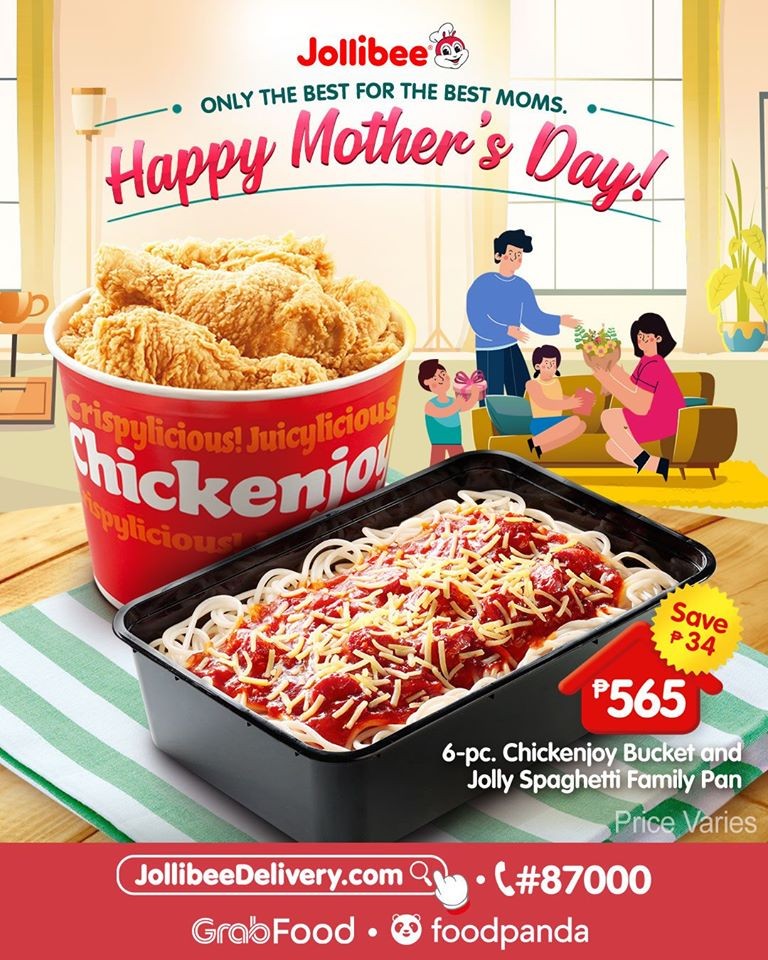 Jollibee
ONLY THE BEST FOR THE BEST MOMS.
Happy Mother's Day!
Crispylicious! Juicylicious
Chickenjoy
rispylicious!
Save
₱34
₱565
6-pc. Chickenjoy Bucket and
Jolly Spaghetti Family Pan
Price Varies
JollibeeDelivery.com • #87000
GrabFood • foodpanda